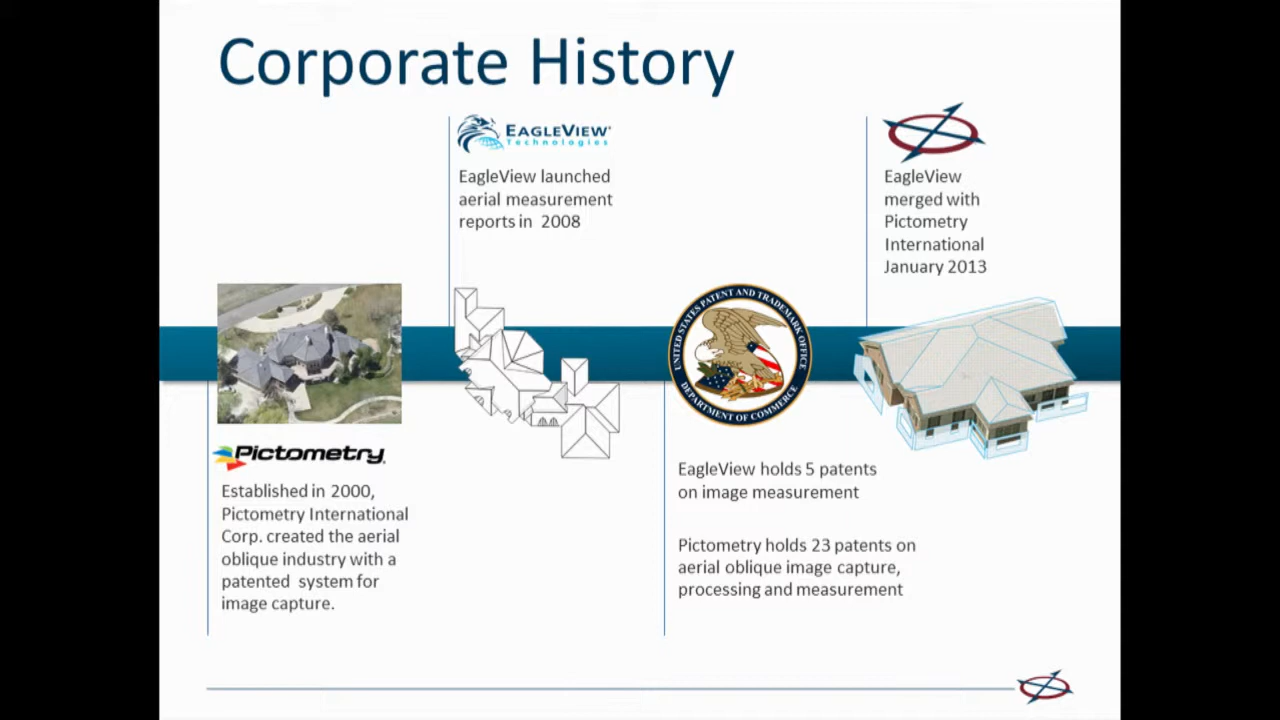 Corporate History
EAGLEVIEW®
Technologies
EagleView launched
aerial measurement
reports in 2008
EagleView
merged with
Pictometry
International
January 2013
UNITED STATES PATENT AND TRADEMARK OFFICE
DEPARTMENT OF COMMERCE
Pictometry
Established in 2000,
Pictometry International
Corp. created the aerial
oblique industry with a
patented system for
image capture.
EagleView holds 5 patents
on image measurement
Pictometry holds 23 patents on
aerial oblique image capture,
processing and measurement